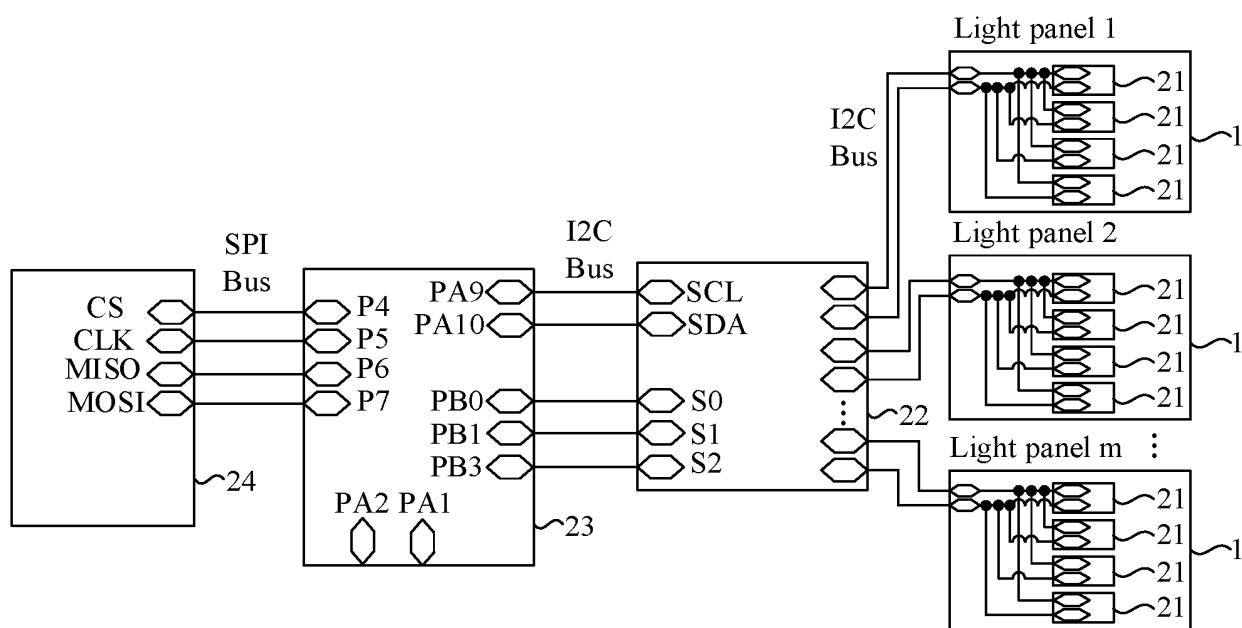 Light panel 1
21
21
21
21
1
I2C
Bus
Light panel 2
21
21
21
21
1
Light panel m
21
21
21
21
1
SPI
Bus
I2C
Bus
CS
CLK
MISO
MOSI
24
P4
P5
P6
P7
PA9
PA10
PB0
PB1
PB3
PA2 PA1
23
SCL
SDA
S0
S1
S2
22